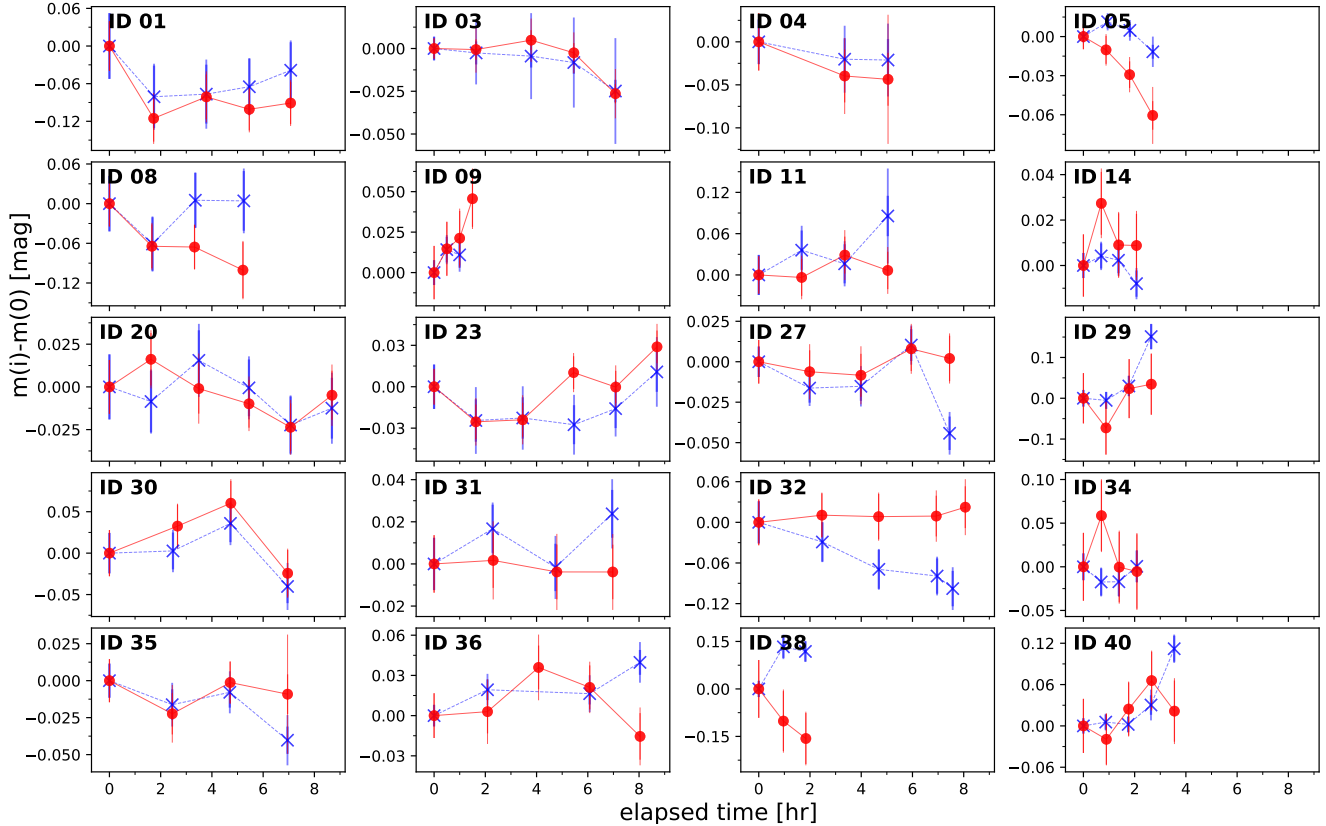 ID 01 ID 03 ID 04 ID 05
0.06 0.00 −0.06 −0.12
0.000 −0.025 −0.050
0.00 −0.05 −0.10
0.00 −0.03 −0.06
ID 08 ID 09 ID 11 ID 14
0.06 0.00 −0.06 −0.12
0.050 0.025 0.000
0.12 0.06 0.00
0.04 0.02 0.00
ID 20 ID 23 ID 27 ID 29
0.025 0.000 −0.025
0.03 0.00 −0.03
0.025 0.000 −0.025 −0.050
0.1 0.0 −0.1
ID 30 ID 31 ID 32 ID 34
0.05 0.00 −0.05
0.04 0.02 0.00 −0.02
0.06 0.00 −0.06 −0.12
0.10 0.05 0.00 −0.05
ID 35 ID 36 ID 38 ID 40
0.025 0.000 −0.025 −0.050
0.06 0.03 0.00 −0.03
0.15 0.00 −0.15
0.12 0.06 0.00 −0.06
0 2 4 6 8 0 2 4 6 8 0 2 4 6 8 0 2 4 6 8
m(i)-m(0) [mag]
elapsed time [hr]